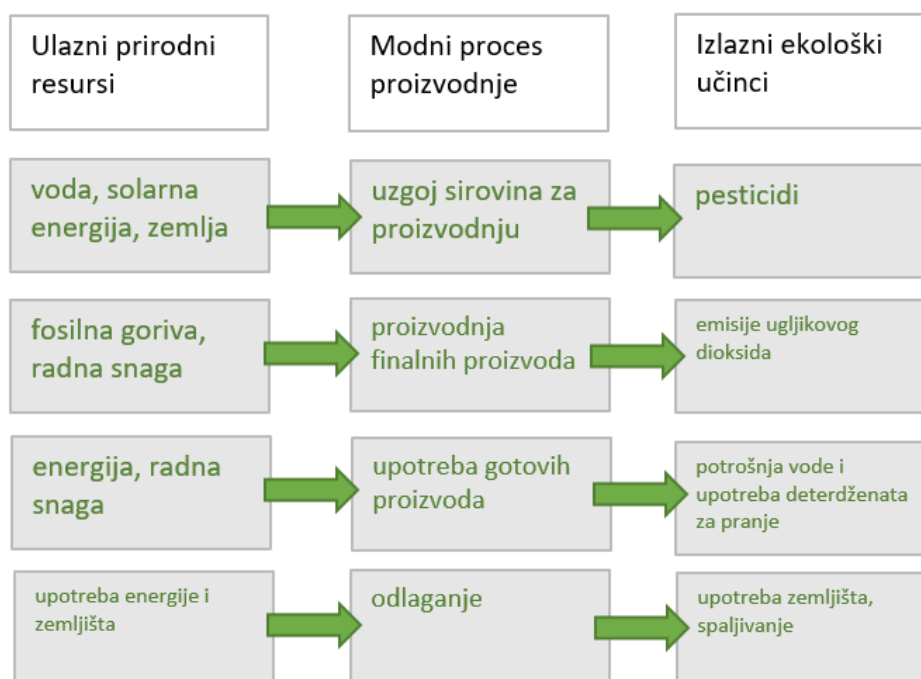 Ulazni prirodni
resursi
Modni proces
proizvodnje
Izlazni ekološki
učinci
voda, solarna
energija, zemlja
uzgoj sirovina za
proizvodnju
pesticidi
fosilna goriva,
radna snaga
proizvodnja
finalnih proizvoda
emisije ugljikovog
dioksida
energija, radna
snaga
upotreba gotovih
proizvoda
potrošnja vode i
upotreba deterdženata
za pranje
upotreba energije i
zemljišta
odlaganje
upotreba zemljišta,
spaljivanje